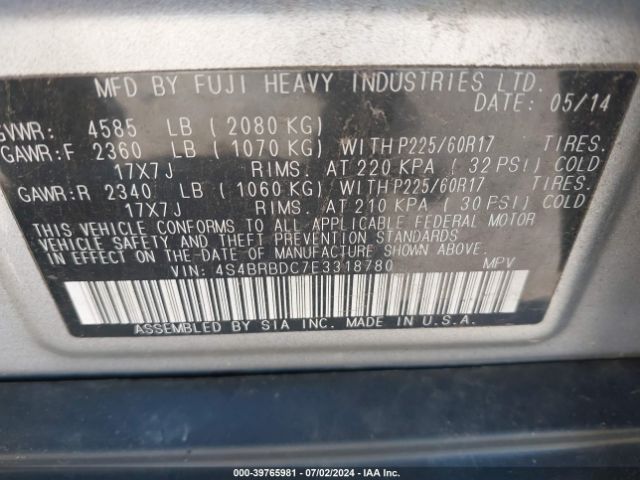 MFD BY FUJI HEAVY INDUSTRIES LTD.
DATE: 05/14
GVWR: 4585 LB ( 2080 KG)
GAWR:F 2360 LB ( 1070 KG) WITH P225/60R17 TIRES.
17X7J RIMS. AT 220 KPA ( 32 PSI) COLD
GAWR:R 2340 LB ( 1060 KG) WITH P225/60R17 TIRES.
17X7J RIMS. AT 210 KPA ( 30 PSI) COLD
THIS VEHICLE CONFORMS TO ALL APPLICABLE FEDERAL MOTOR
VEHICLE SAFETY AND THEFT PREVENTION STANDARDS
IN EFFECT ON THE DATE OF MANUFACTURE SHOWN ABOVE.
VIN: 4S4BRBDC7E3318780 MPV
ASSEMBLED BY SIA INC. MADE IN U.S.A.
000-39765981 - 07/02/2024 - IAAI.COM